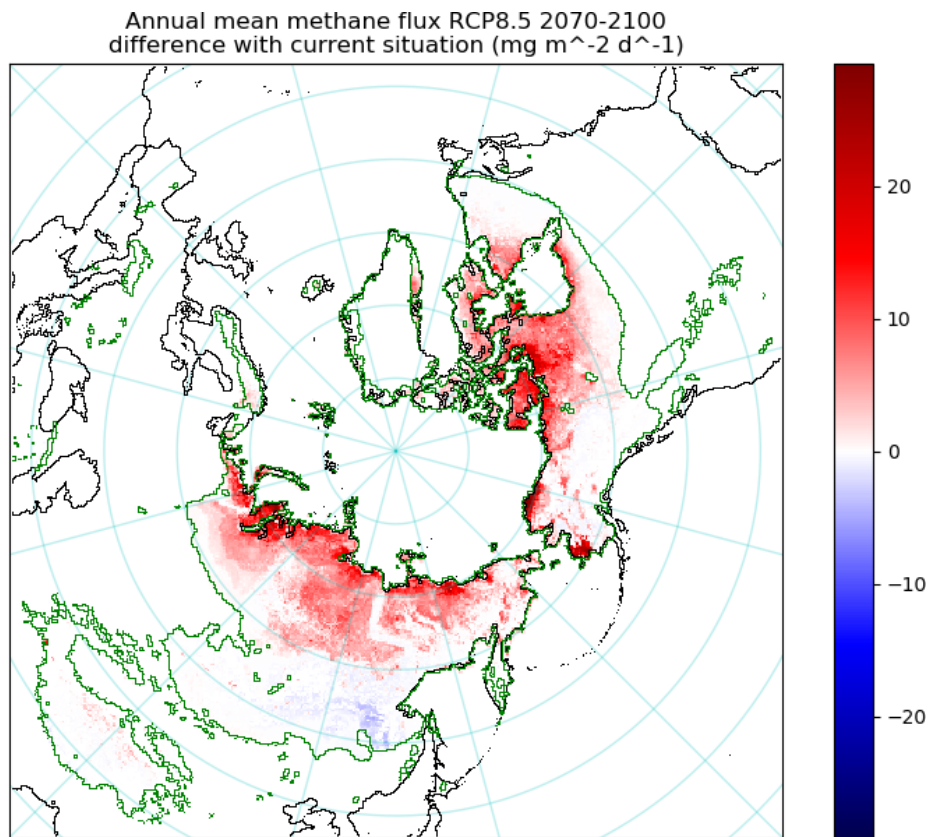 Annual mean methane flux RCP8.5 2070-2100
difference with current situation (mg m^-2 d^-1)
20
10
0
−10
−20